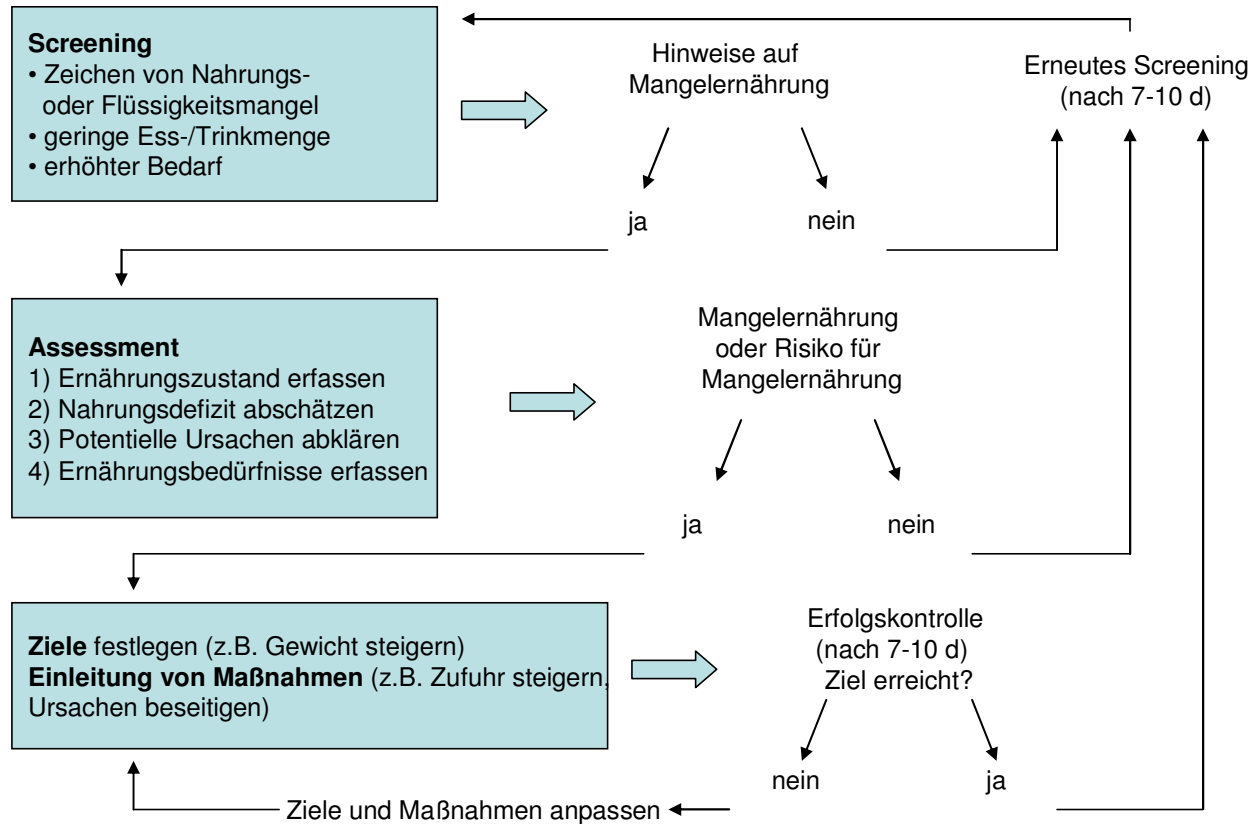 Screening
• Zeichen von Nahrungs-
oder Flüssigkeitsmangel
• geringe Ess-/Trinkmenge
• erhöhter Bedarf
Hinweise auf
Mangelernährung
ja
nein
Erneutes Screening
(nach 7-10 d)
Assessment
1) Ernährungszustand erfassen
2) Nahrungsdefizit abschätzen
3) Potentielle Ursachen abklären
4) Ernährungsbedürfnisse erfassen
Mangelernährung
oder Risiko für
Mangelernährung
ja
nein
Ziele festlegen (z.B. Gewicht steigern)
Einleitung von Maßnahmen (z.B. Zufuhr steigern,
Ursachen beseitigen)
Erfolgskontrolle
(nach 7-10 d)
Ziel erreicht?
nein
ja
Ziele und Maßnahmen anpassen